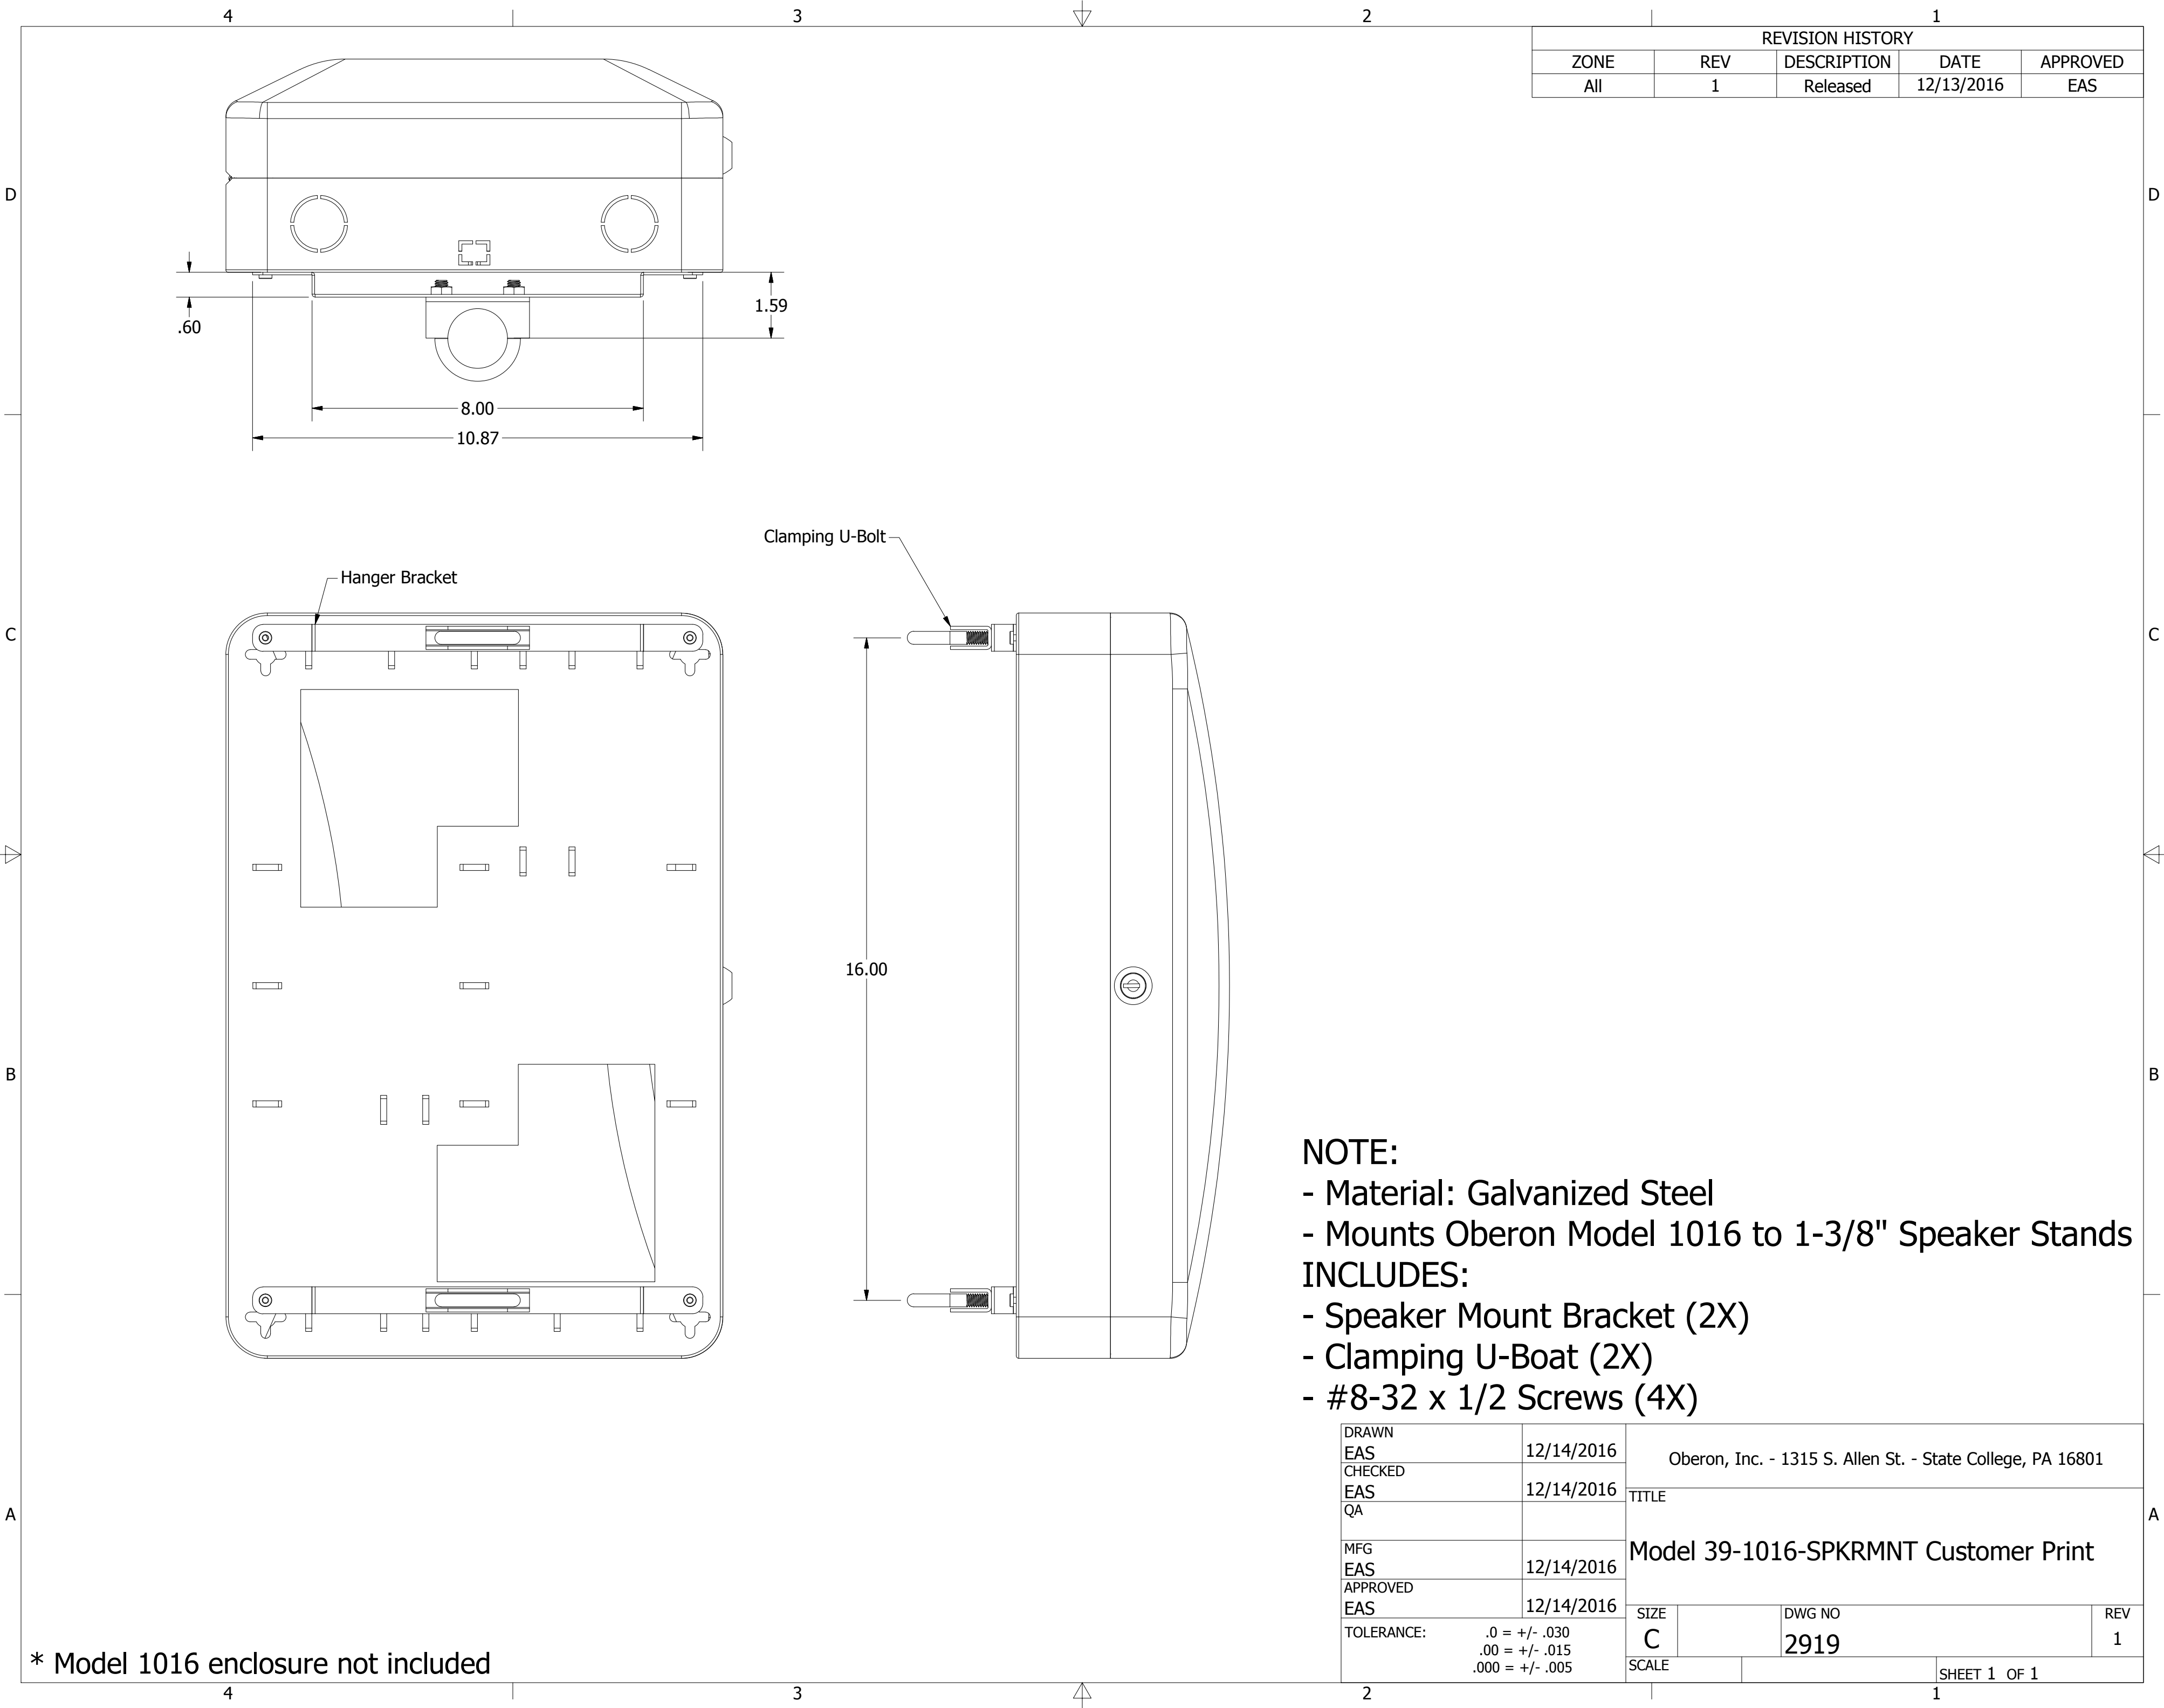 4 3 2 1
REVISION HISTORY
ZONE REV DESCRIPTION DATE APPROVED
All 1 Released 12/13/2016 EAS
D D
.60
1.59
8.00
10.87
Clamping U-Bolt
Hanger Bracket
C C
16.00
B B
NOTE:
- Material: Galvanized Steel
- Mounts Oberon Model 1016 to 1-3/8" Speaker Stands
INCLUDES:
- Speaker Mount Bracket (2X)
- Clamping U-Boat (2X)
- #8-32 x 1/2 Screws (4X)
DRAWN
EAS 12/14/2016
CHECKED
EAS 12/14/2016
QA
MFG
EAS 12/14/2016
APPROVED
EAS 12/14/2016
TOLERANCE: .0 = +/- .030
.00 = +/- .015
.000 = +/- .005
Oberon, Inc. - 1315 S. Allen St. - State College, PA 16801
TITLE
Model 39-1016-SPKRMNT Customer Print
SIZE DWG NO REV
C 2919 1
SCALE SHEET 1 OF 1
A A
* Model 1016 enclosure not included
4 3 2 1